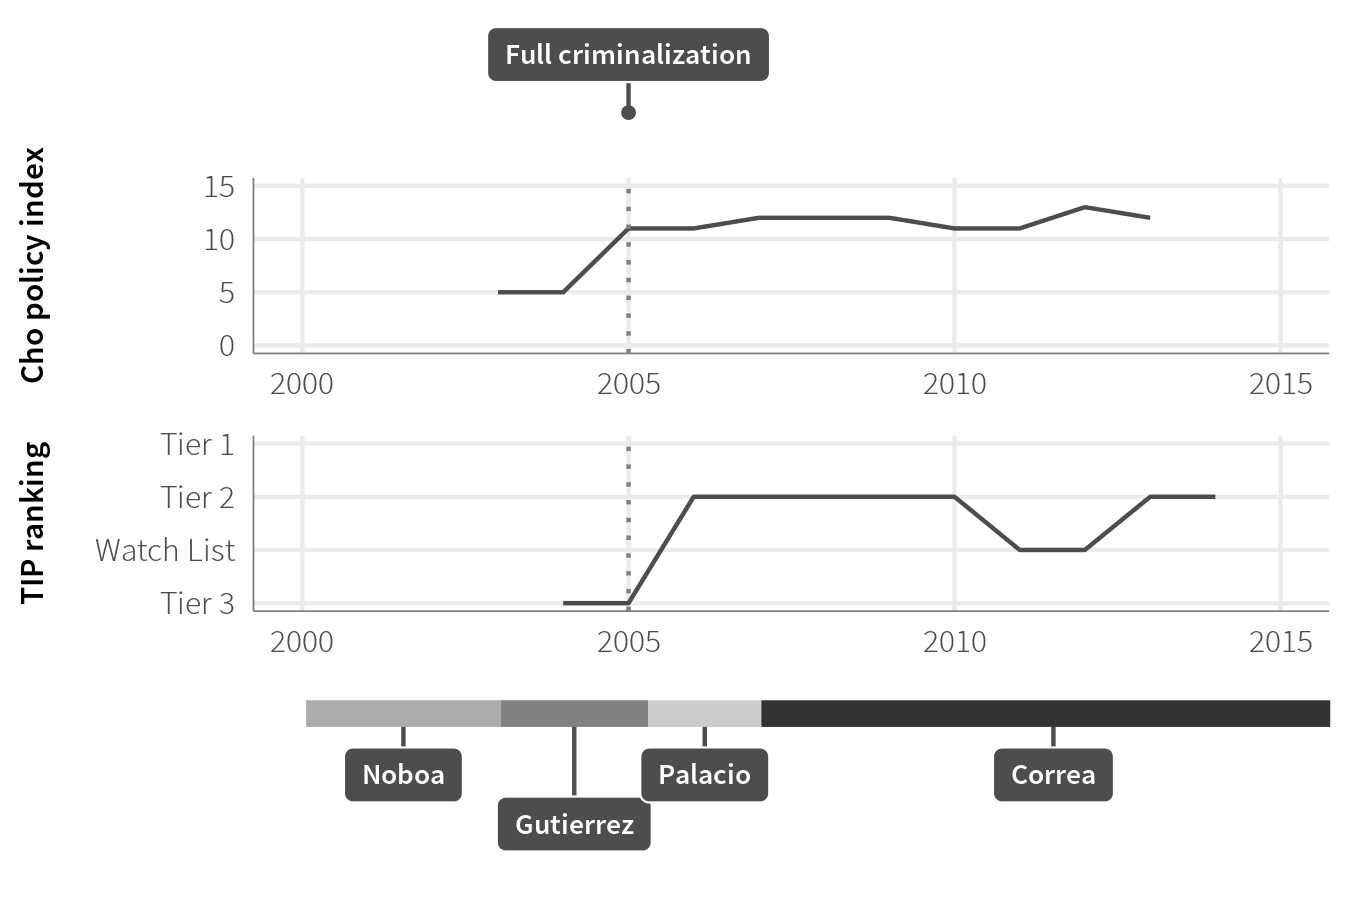 Full criminalization
Cho policy index
15
10
5
0
2000 2005 2010 2015
TIP ranking
Tier 1
Tier 2
Watch List
Tier 3
2000 2005 2010 2015
Noboa Palacio Correa
Gutierrez